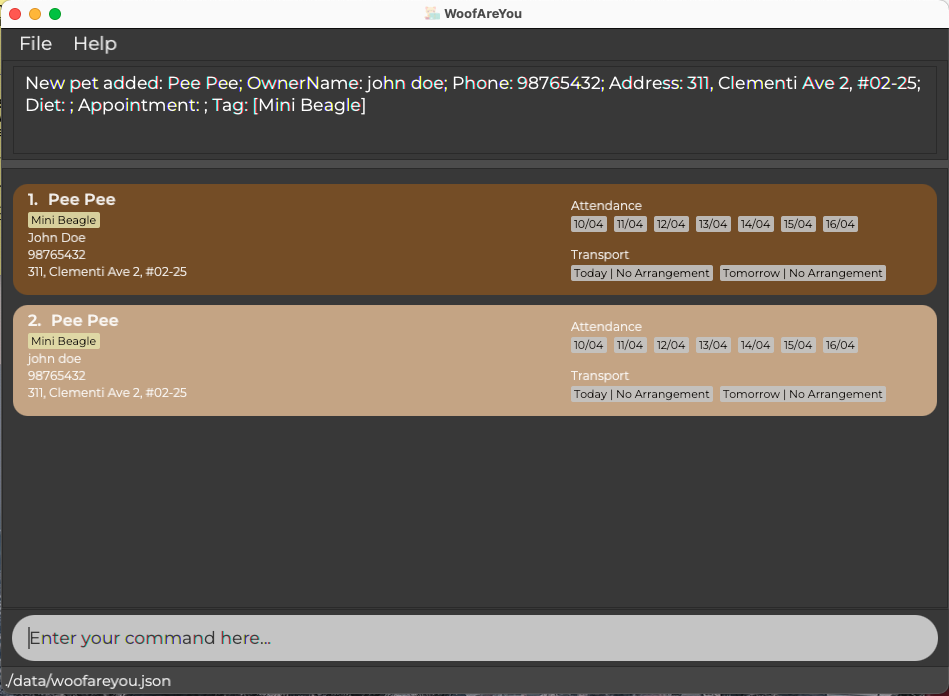 WoofAreYou
File Help
New pet added: Pee Pee; OwnerName: john doe; Phone: 98765432; Address: 311, Clementi Ave 2, #02-25;
Diet: ; Appointment: ; Tag: [Mini Beagle]
1. Pee Pee
Mini Beagle
John Doe
98765432
311, Clementi Ave 2, #02-25
Attendance
10/04 11/04 12/04 13/04 14/04 15/04 16/04
Transport
Today | No Arrangement Tomorrow | No Arrangement
2. Pee Pee
Mini Beagle
john doe
98765432
311, Clementi Ave 2, #02-25
Attendance
10/04 11/04 12/04 13/04 14/04 15/04 16/04
Transport
Today | No Arrangement Tomorrow | No Arrangement
Enter your command here...
./data/woofareyou.json